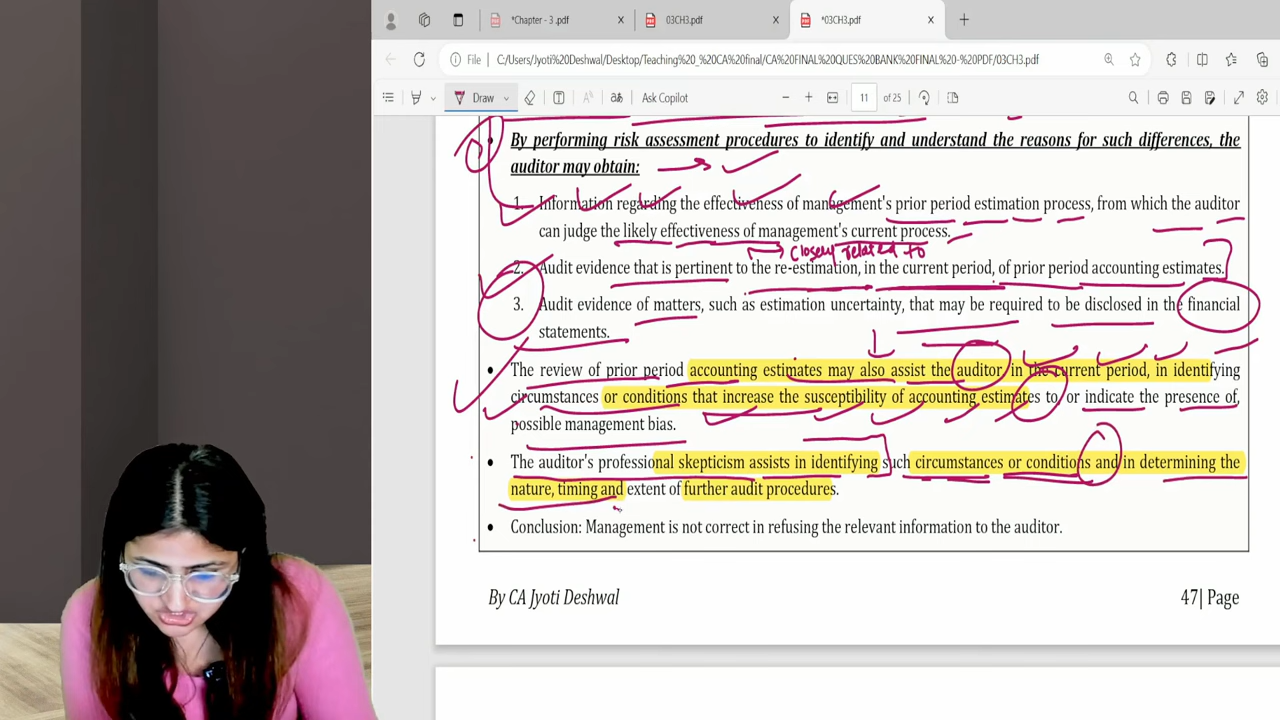 *Chapter - 3 .pdf
03CH3.pdf
*03CH3.pdf
File
C:/Users/Jyoti%20Deshwal/Desktop/Teaching%20_%20CA%20final/CA%20FINAL%20QUES%20BANK%20FINAL%20-%20PDF/03CH3.pdf
Draw
Ask Copilot
11 of 25
By performing risk assessment procedures to identify and understand the reasons for such differences, the
auditor may obtain:
1. Information regarding the effectiveness of management's prior period estimation process, from which the auditor
can judge the likely effectiveness of management's current process.
closely related to
2. Audit evidence that is pertinent to the re-estimation, in the current period, of prior period accounting estimates.
3. Audit evidence of matters, such as estimation uncertainty, that may be required to be disclosed in the financial
statements.
• The review of prior period accounting estimates may also assist the auditor, in the current period, in identifying
circumstances or conditions that increase the susceptibility of accounting estimates to, or indicate the presence of,
possible management bias.
• The auditor's professional skepticism assists in identifying such circumstances or conditions and in determining the
nature, timing and extent of further audit procedures.
• Conclusion: Management is not correct in refusing the relevant information to the auditor.
By CA Jyoti Deshwal
47| Page